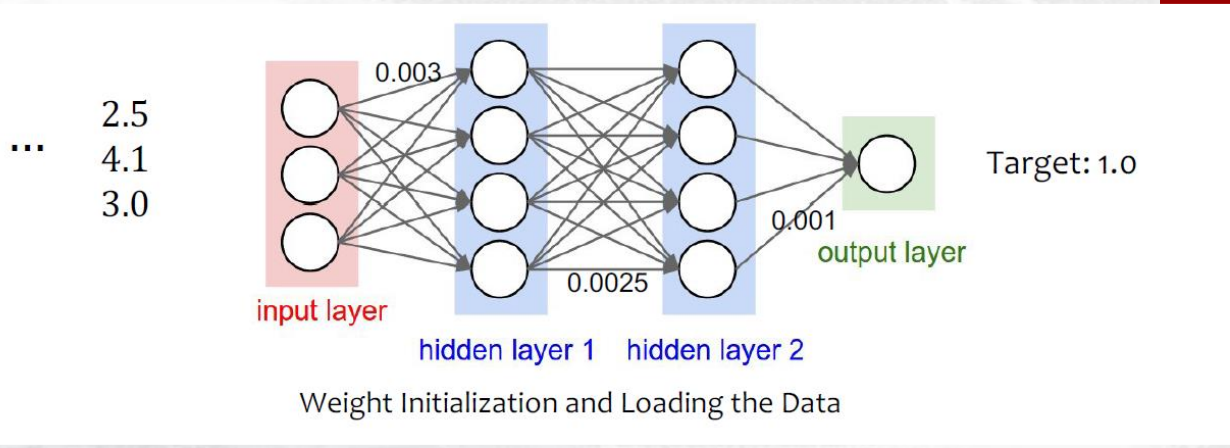 ...
2.5
4.1
3.0
0.003
0.0025
0.001
Target: 1.0
input layer
hidden layer 1
hidden layer 2
output layer
Weight Initialization and Loading the Data